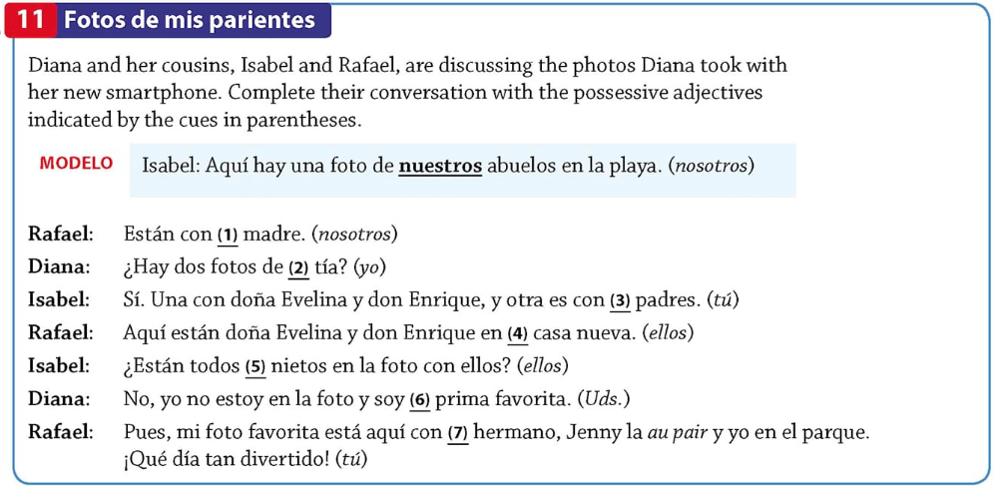 11 Fotos de mis parientes
Diana and her cousins, Isabel and Rafael, are discussing the photos Diana took with
her new smartphone. Complete their conversation with the possessive adjectives
indicated by the cues in parentheses.
MODELO Isabel: Aquí hay una foto de nuestros abuelos en la playa. (nosotros)
Rafael: Están con (1) madre. (nosotros)
Diana: ¿Hay dos fotos de (2) tía? (yo)
Isabel: Sí. Una con doña Evelina y don Enrique, y otra es con (3) padres. (tú)
Rafael: Aquí están doña Evelina y don Enrique en (4) casa nueva. (ellos)
Isabel: ¿Están todos (5) nietos en la foto con ellos? (ellos)
Diana: No, yo no estoy en la foto y soy (6) prima favorita. (Uds.)
Rafael: Pues, mi foto favorita está aquí con (7) hermano, Jenny la au pair y yo en el parque.
¡Qué día tan divertido! (tú)